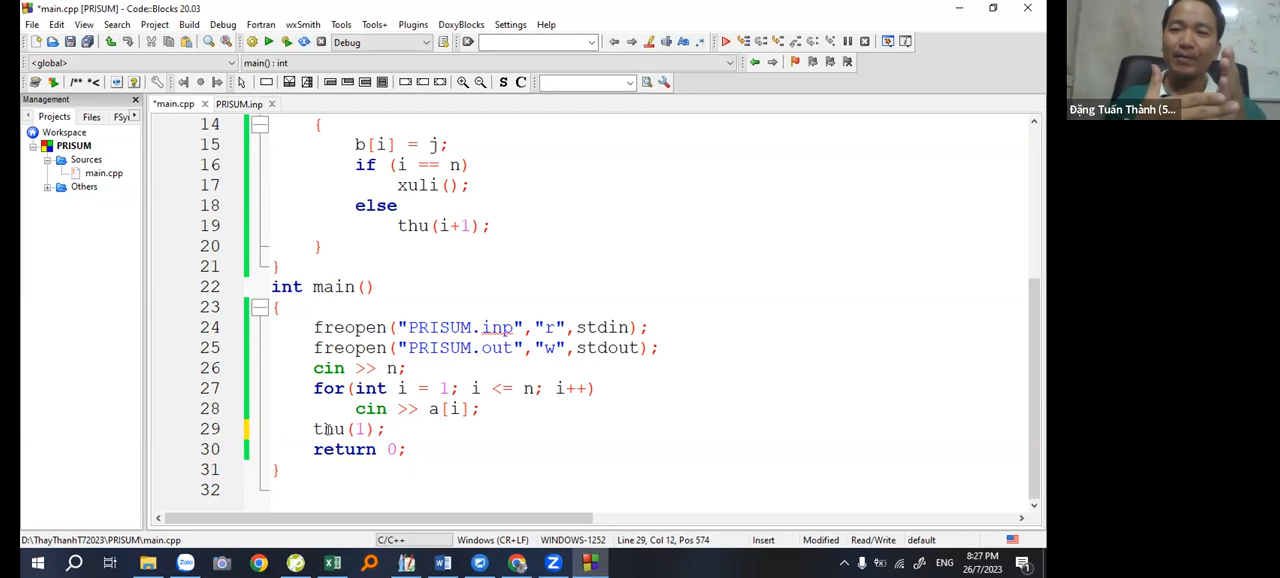 *main.cpp [PRISUM] - Code::Blocks 20.03
File Edit View Search Project Build Debug Fortran wxSmith Tools Tools+ Plugins DoxyBlocks Settings Help
Debug
<global> main() : int
/** *< S C
Management
Projects Files FSy
Workspace
PRISUM
Sources
main.cpp
Others
*main.cpp PRISUM.inp
14 {
15 b[i] = j;
16 if (i == n)
17 xuli();
18 else
19 thu(i+1);
20 }
21 }
22 int main()
23 {
24 freopen("PRISUM.inp","r",stdin);
25 freopen("PRISUM.out","w",stdout);
26 cin >> n;
27 for(int i = 1; i <= n; i++)
28 cin >> a[i];
29 thu(1);
30 return 0;
31 }
32
D:\ThayThanhT72023\PRISUM\main.cpp C/C++ Windows (CR+LF) WINDOWS-1252 Line 29, Col 12, Pos 574 Insert Modified Read/Write default
ENG 8:27 PM
26/7/2023
Đặng Tuấn Thành (5...